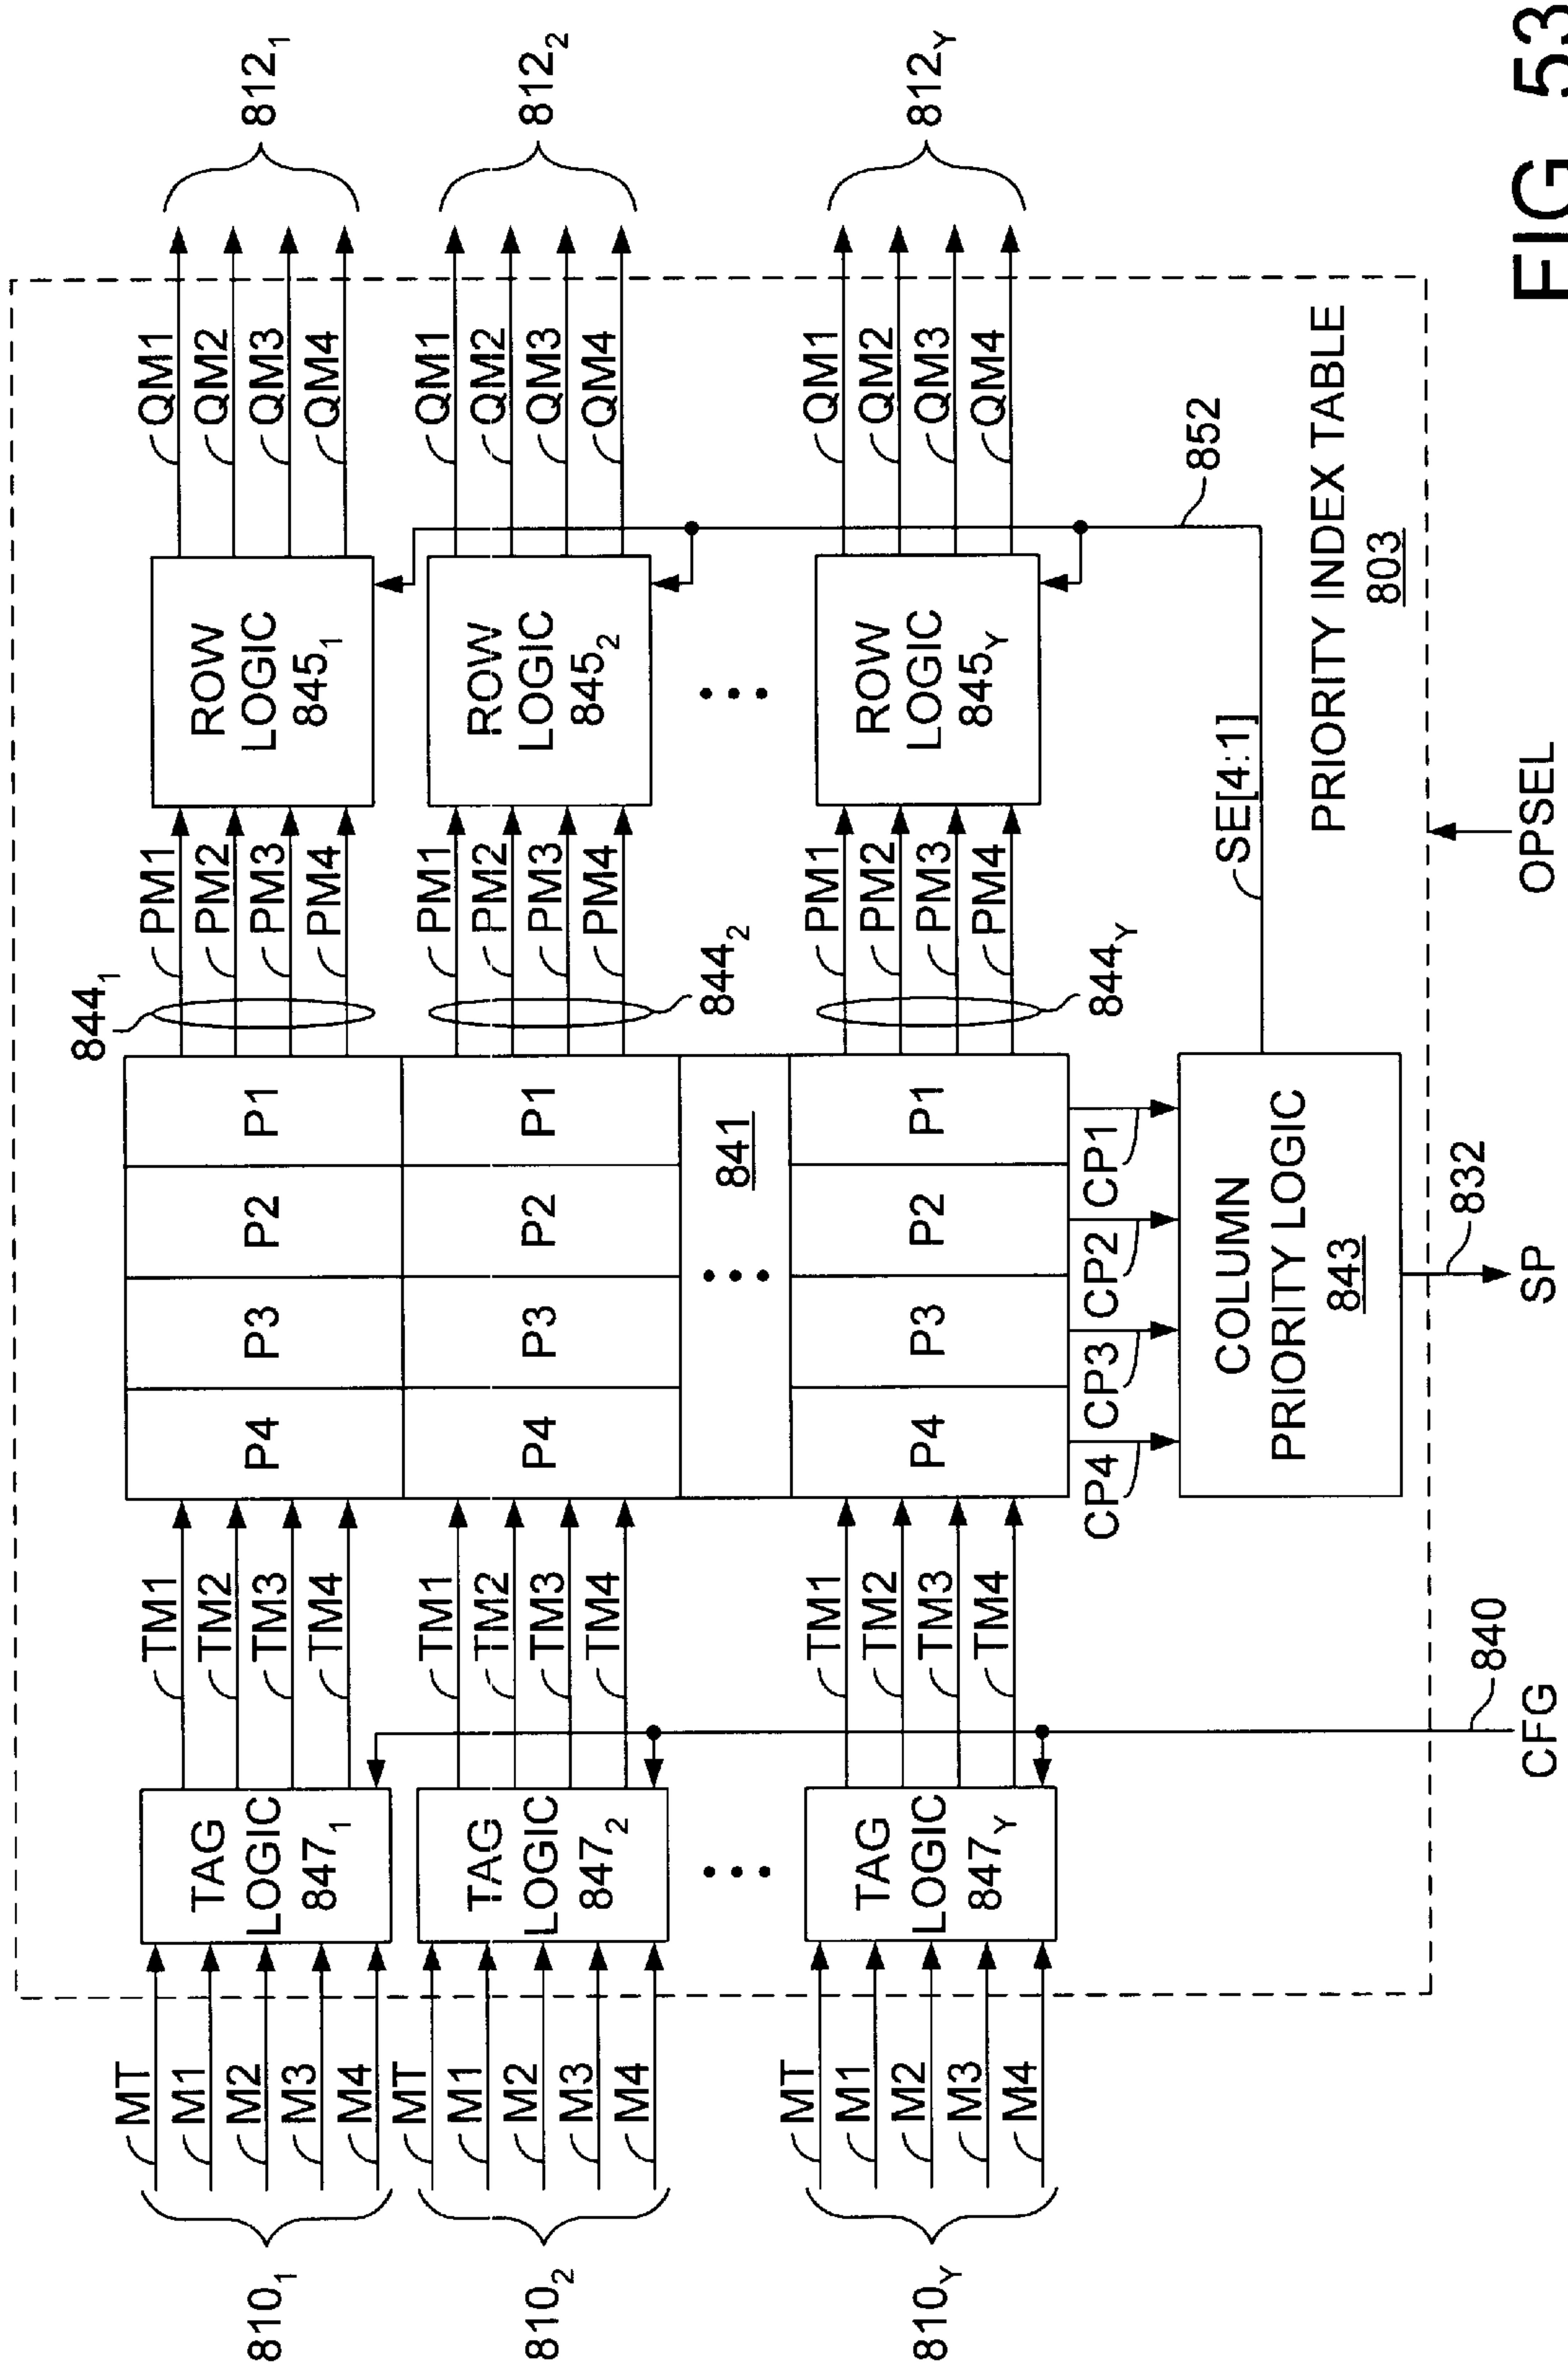 810₁
MT
M1
M2
M3
M4
TAG
LOGIC
847₁
TM1
TM2
TM3
TM4
P4 P3 P2 P1
844₁
PM1
PM2
PM3
PM4
ROW
LOGIC
845₁
QM1
QM2
QM3
QM4
812₁
810₂
MT
M1
M2
M3
M4
TAG
LOGIC
847₂
TM1
TM2
TM3
TM4
P4 P3 P2 P1
844₂
PM1
PM2
PM3
PM4
ROW
LOGIC
845₂
QM1
QM2
QM3
QM4
812₂
841
810Y
MT
M1
M2
M3
M4
TAG
LOGIC
847Y
TM1
TM2
TM3
TM4
P4 P3 P2 P1
844Y
PM1
PM2
PM3
PM4
ROW
LOGIC
845Y
QM1
QM2
QM3
QM4
812Y
CP4 CP3 CP2 CP1
COLUMN
PRIORITY LOGIC
843
SE[4:1]
852
PRIORITY INDEX TABLE
803
840
CFG
832
SP
OPSEL
FIG 53